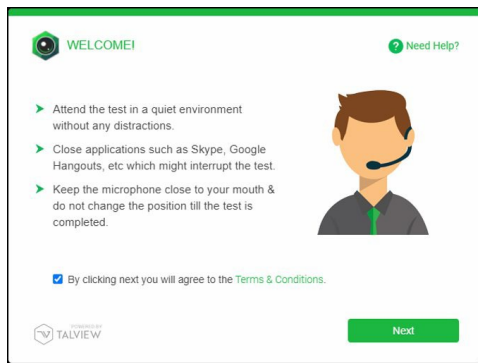 WELCOME!
? Need Help?
Attend the test in a quiet environment
without any distractions.
Close applications such as Skype, Google
Hangouts, etc which might interrupt the test.
Keep the microphone close to your mouth &
do not change the position till the test is
completed.
By clicking next you will agree to the Terms & Conditions.
POWERED BY
TALVIEW
Next